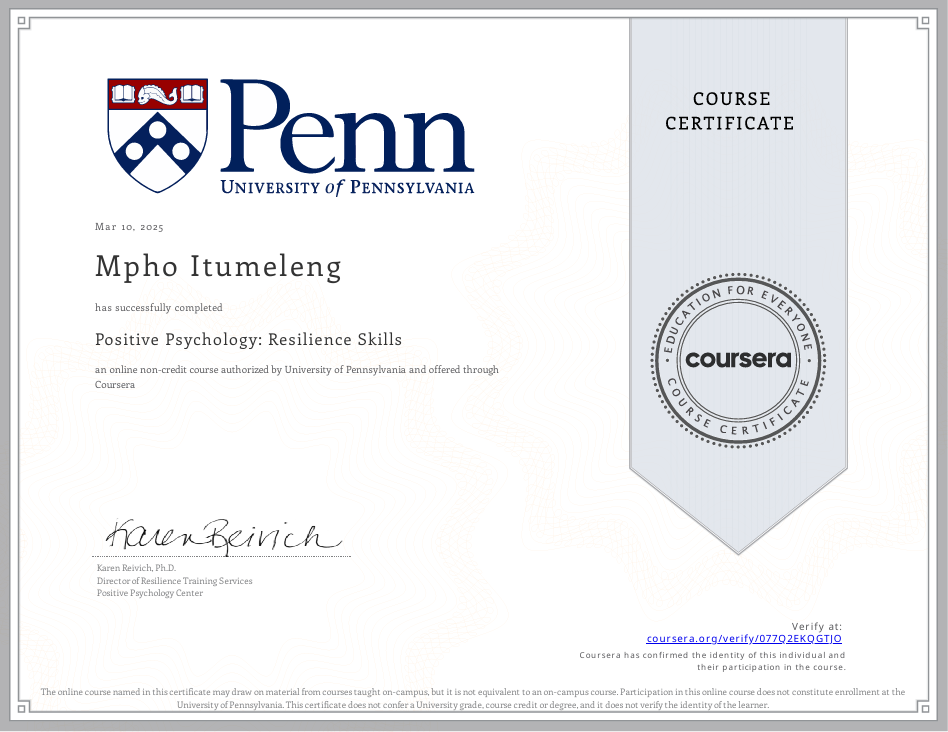 Penn
UNIVERSITY of PENNSYLVANIA
COURSE
CERTIFICATE
Mar 10, 2025
Mpho Itumeleng
has successfully completed
Positive Psychology: Resilience Skills
an online non-credit course authorized by University of Pennsylvania and offered through
Coursera
EDUCATION FOR EVERYONE
coursera
COURSE CERTIFICATE
Karen Reivich
Karen Reivich, Ph.D.
Director of Resilience Training Services
Positive Psychology Center
Verify at:
coursera.org/verify/077Q2EKQGTJO
Coursera has confirmed the identity of this individual and
their participation in the course.
The online course named in this certificate may draw on material from courses taught on-campus, but it is not equivalent to an on-campus course. Participation in this online course does not constitute enrollment at the
University of Pennsylvania. This certificate does not confer a University grade, course credit or degree, and it does not verify the identity of the learner.